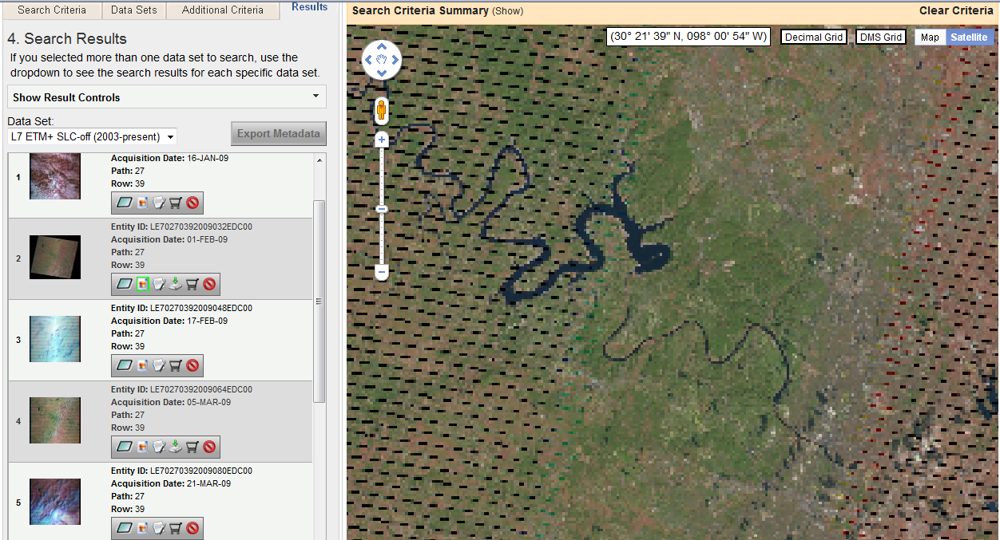 Search Criteria
Data Sets
Additional Criteria
Results
4. Search Results
If you selected more than one data set to search, use the
dropdown to see the search results for each specific data set.
Show Result Controls
Data Set:
L7 ETM+ SLC-off (2003-present)
Export Metadata
1
Acquisition Date: 16-JAN-09
Path: 27
Row: 39
2
Entity ID: LE70270392009032EDC00
Acquisition Date: 01-FEB-09
Path: 27
Row: 39
3
Entity ID: LE70270392009048EDC00
Acquisition Date: 17-FEB-09
Path: 27
Row: 39
4
Entity ID: LE70270392009064EDC00
Acquisition Date: 05-MAR-09
Path: 27
Row: 39
5
Entity ID: LE70270392009080EDC00
Acquisition Date: 21-MAR-09
Path: 27
Row: 39
Search Criteria Summary (Show)
Clear Criteria
(30° 21' 39" N, 098° 00' 54" W)
Decimal Grid
DMS Grid
Map
Satellite